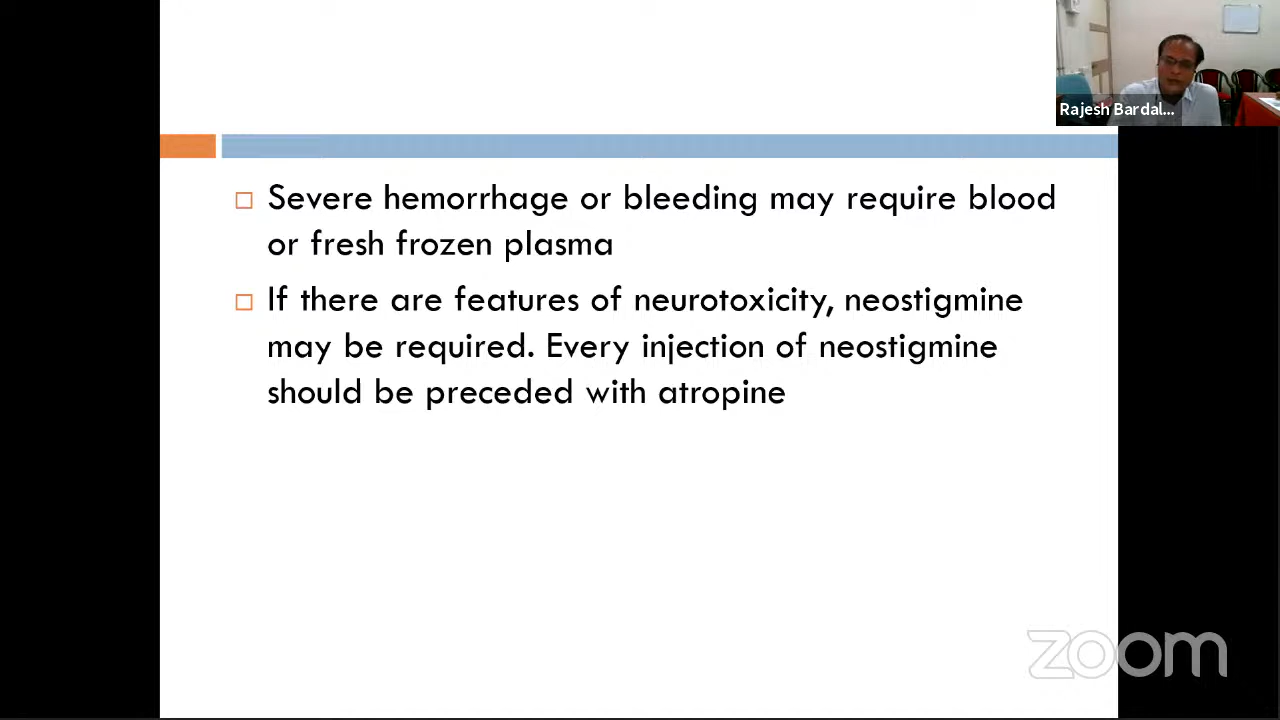 Rajesh Bardal...
Severe hemorrhage or bleeding may require blood
or fresh frozen plasma
If there are features of neurotoxicity, neostigmine
may be required. Every injection of neostigmine
should be preceded with atropine
zoom